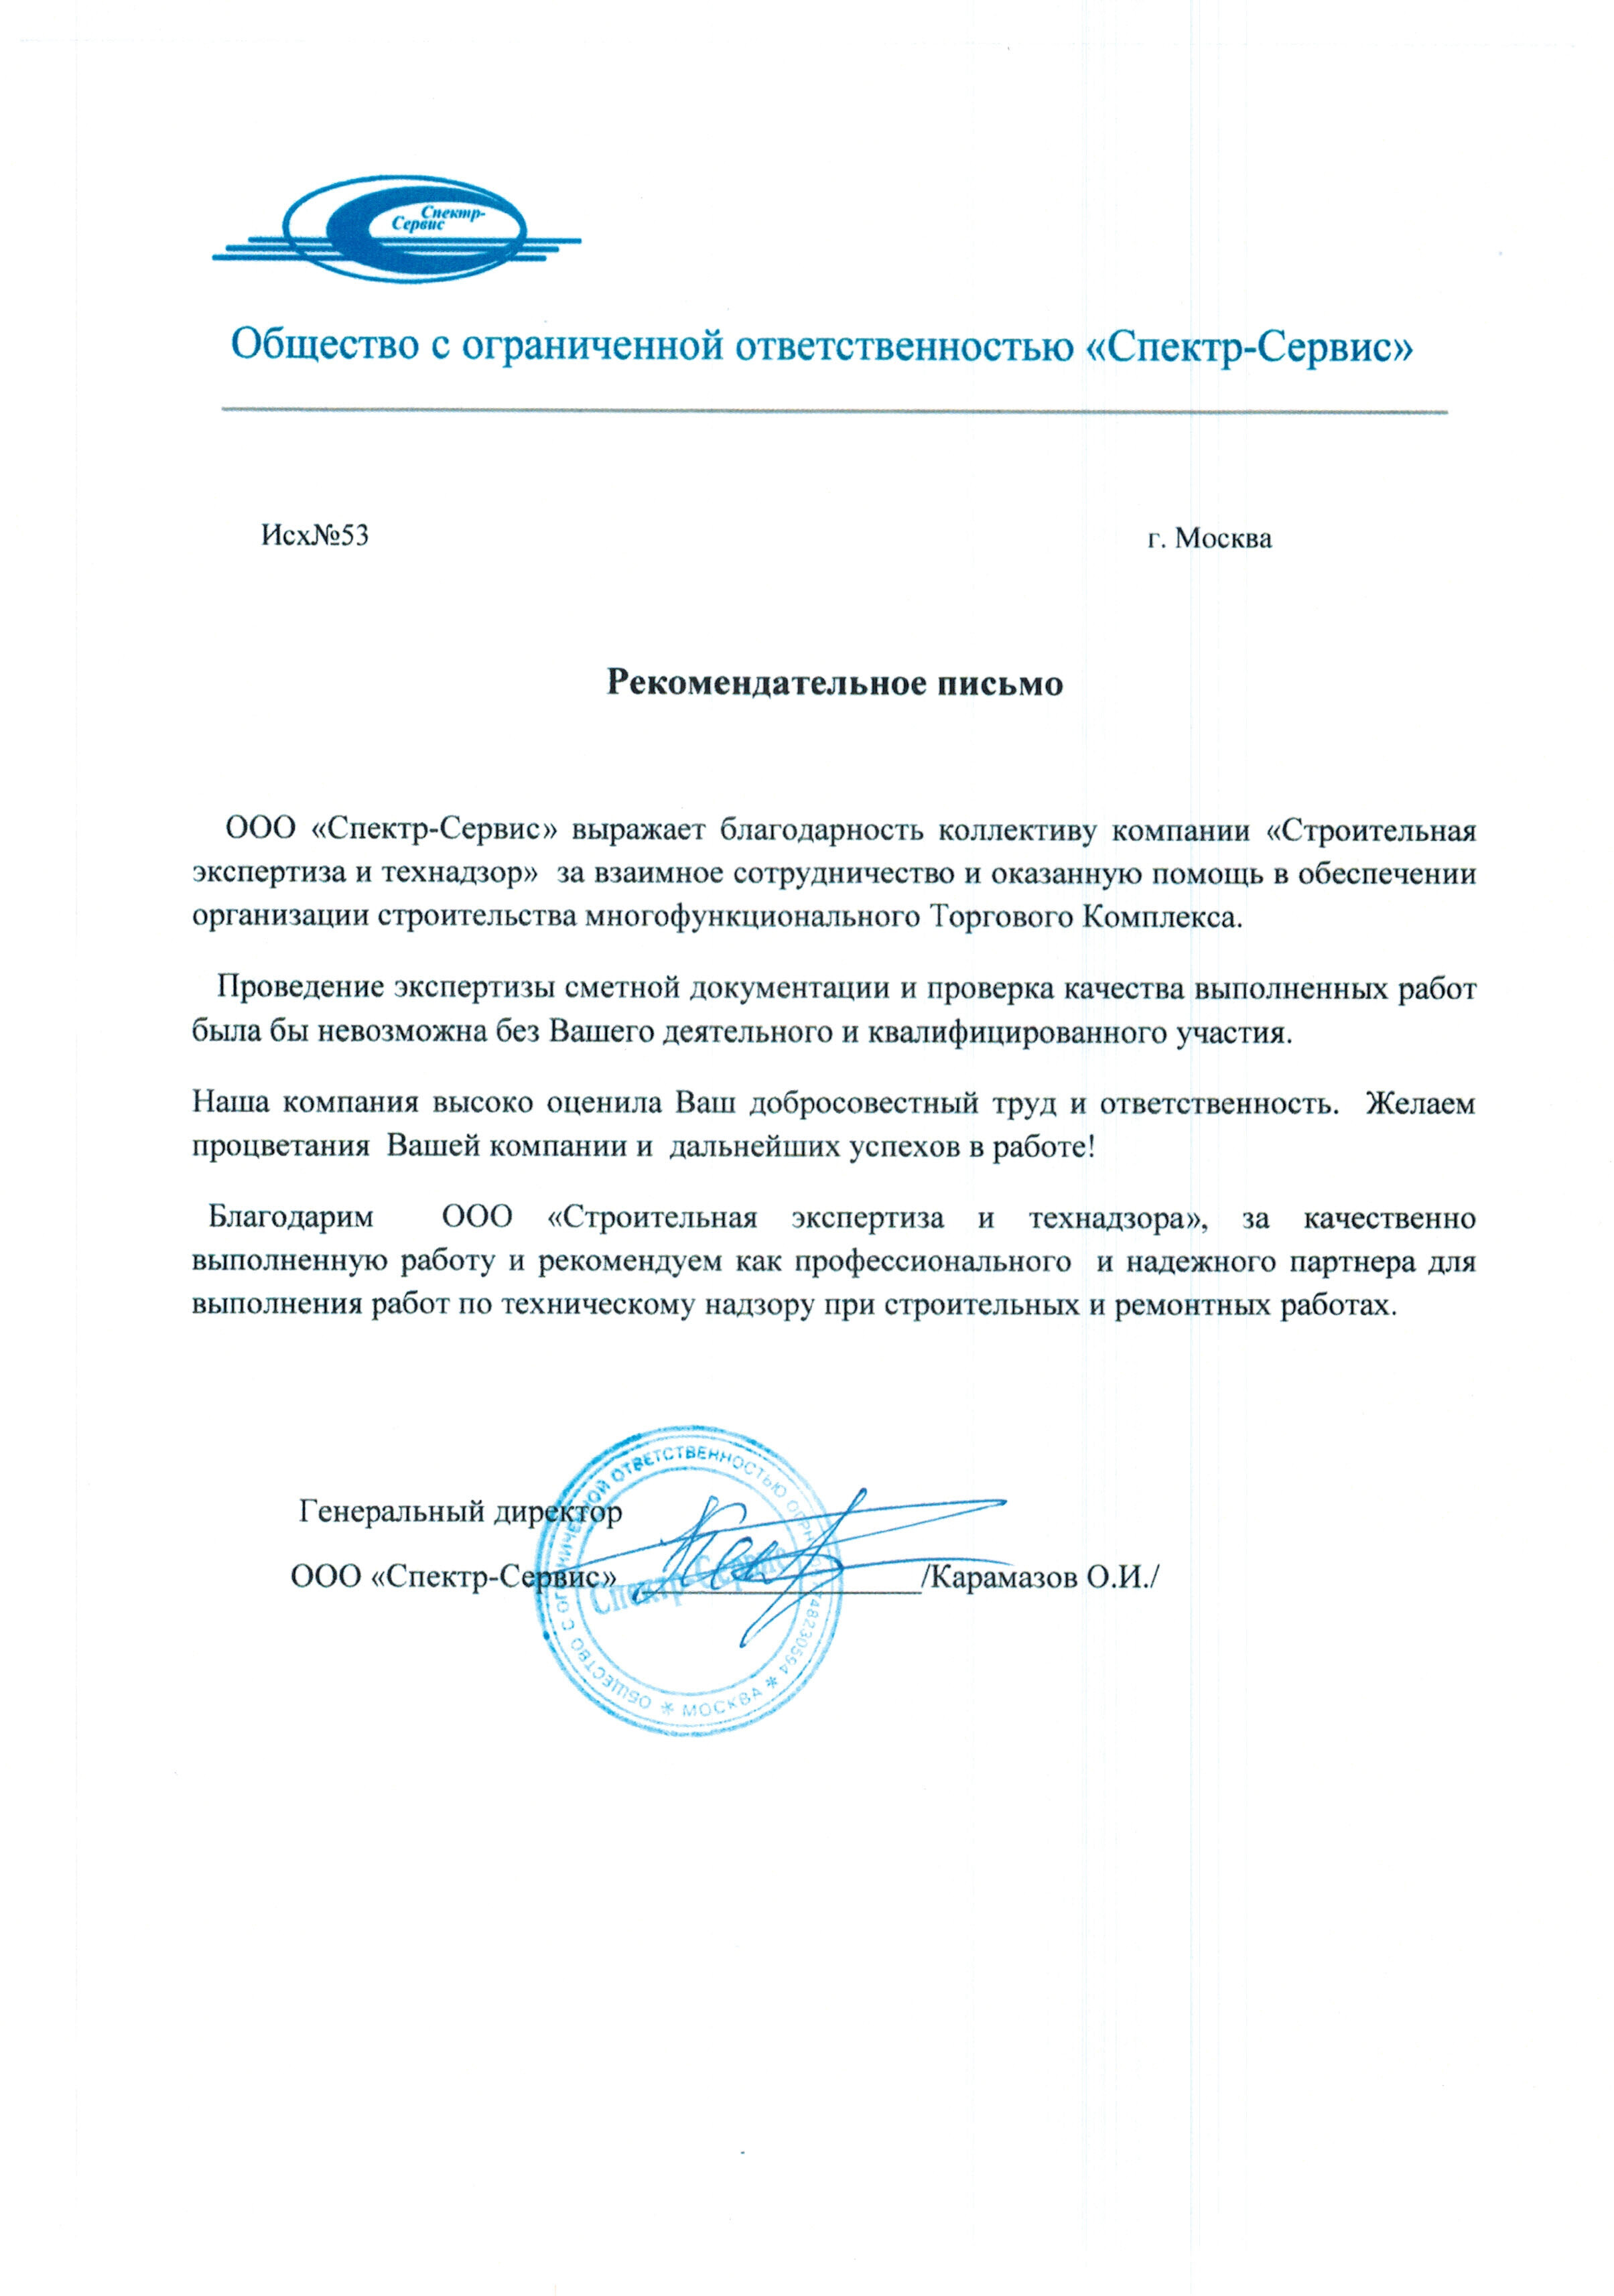 Спектр-
Сервис
Общество с ограниченной ответственностью «Спектр-Сервис»
Исх№53
г. Москва
Рекомендательное письмо
ООО «Спектр-Сервис» выражает благодарность коллективу компании «Строительная
экспертиза и технадзор» за взаимное сотрудничество и оказанную помощь в обеспечении
организации строительства многофункционального Торгового Комплекса.
Проведение экспертизы сметной документации и проверка качества выполненных работ
была бы невозможна без Вашего деятельного и квалифицированного участия.
Наша компания высоко оценила Ваш добросовестный труд и ответственность. Желаем
процветания Вашей компании и дальнейших успехов в работе!
Благодарим ООО «Строительная экспертиза и технадзора», за качественно
выполненную работу и рекомендуем как профессионального и надежного партнера для
выполнения работ по техническому надзору при строительных и ремонтных работах.
Генеральный директор
ООО «Спектр-Сервис» /Карамазов О.И./
ОБЩЕСТВО С ОГРАНИЧЕННОЙ ОТВЕТСТВЕННОСТЬЮ
МОСКВА
Спектр-Сервис